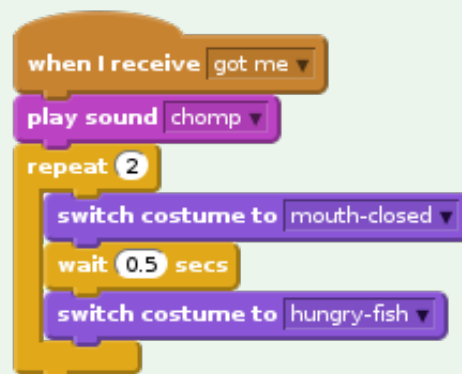 when I receive got me
play sound chomp
repeat 2
switch costume to mouth-closed
wait 0.5 secs
switch costume to hungry-fish